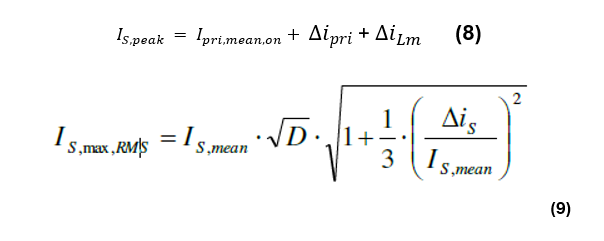 I_{S,peak} = I_{pri,mean,on} + Δi_{pri} + Δi_{Lm} (8)
I_{S,max,RMS} = I_{S,mean} · √D · √(1 + 1/3 · (Δi_S / I_{S,mean})^2)
(9)